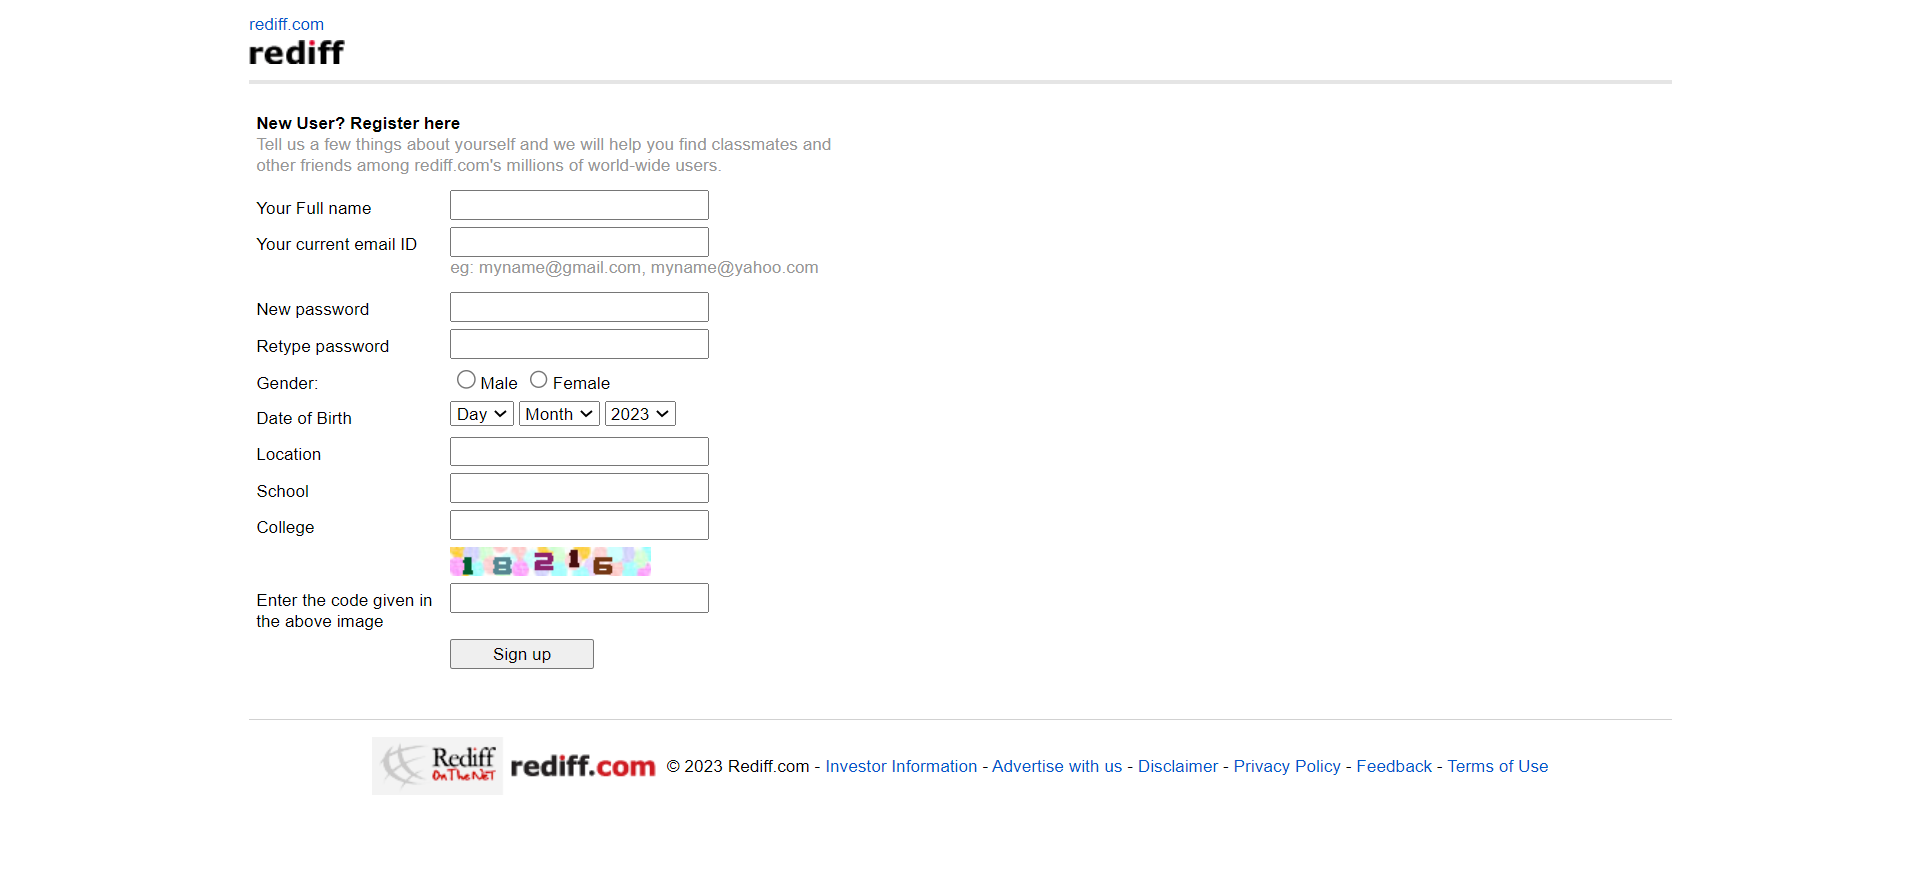 rediff.com
rediff
New User? Register here
Tell us a few things about yourself and we will help you find classmates and
other friends among rediff.com's millions of world-wide users.
Your Full name
Your current email ID
eg: myname@gmail.com, myname@yahoo.com
New password
Retype password
Gender: Male Female
Date of Birth Day Month 2023
Location
School
College
18216
Enter the code given in
the above image
Sign up
Rediff
On The Net
rediff.com © 2023 Rediff.com - Investor Information - Advertise with us - Disclaimer - Privacy Policy - Feedback - Terms of Use